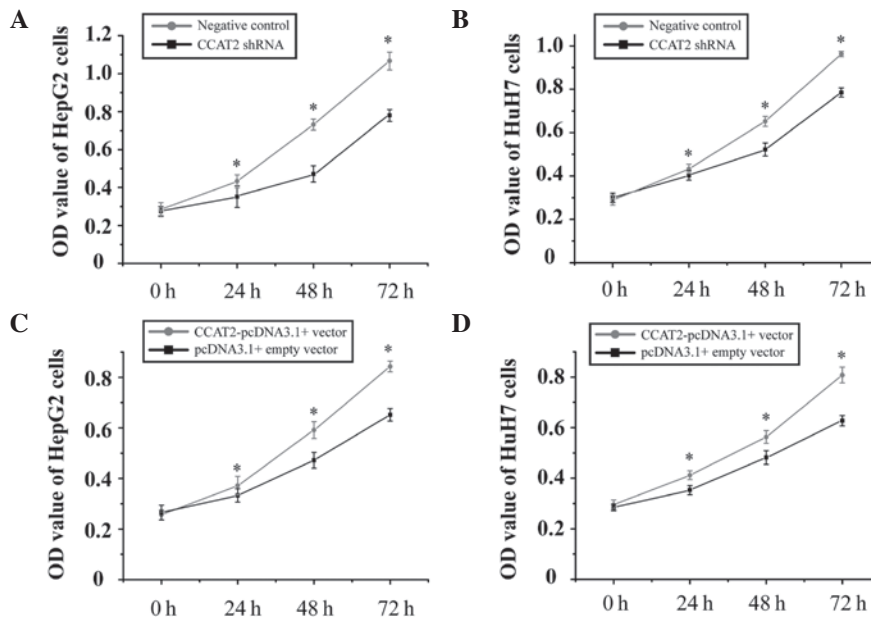 A
Negative control
CCAT2 shRNA
OD value of HepG2 cells
1.2
1.0
0.8
0.6
0.4
0.2
0
*
*
*
0 h 24 h 48 h 72 h
B
Negative control
CCAT2 shRNA
OD value of HuH7 cells
1.0
0.8
0.6
0.4
0.2
0
*
*
*
0 h 24 h 48 h 72 h
C
CCAT2-pcDNA3.1+ vector
pcDNA3.1+ empty vector
OD value of HepG2 cells
0.8
0.6
0.4
0.2
0
*
*
*
0 h 24 h 48 h 72 h
D
CCAT2-pcDNA3.1+ vector
pcDNA3.1+ empty vector
OD value of HuH7 cells
0.8
0.6
0.4
0.2
0
*
*
*
0 h 24 h 48 h 72 h